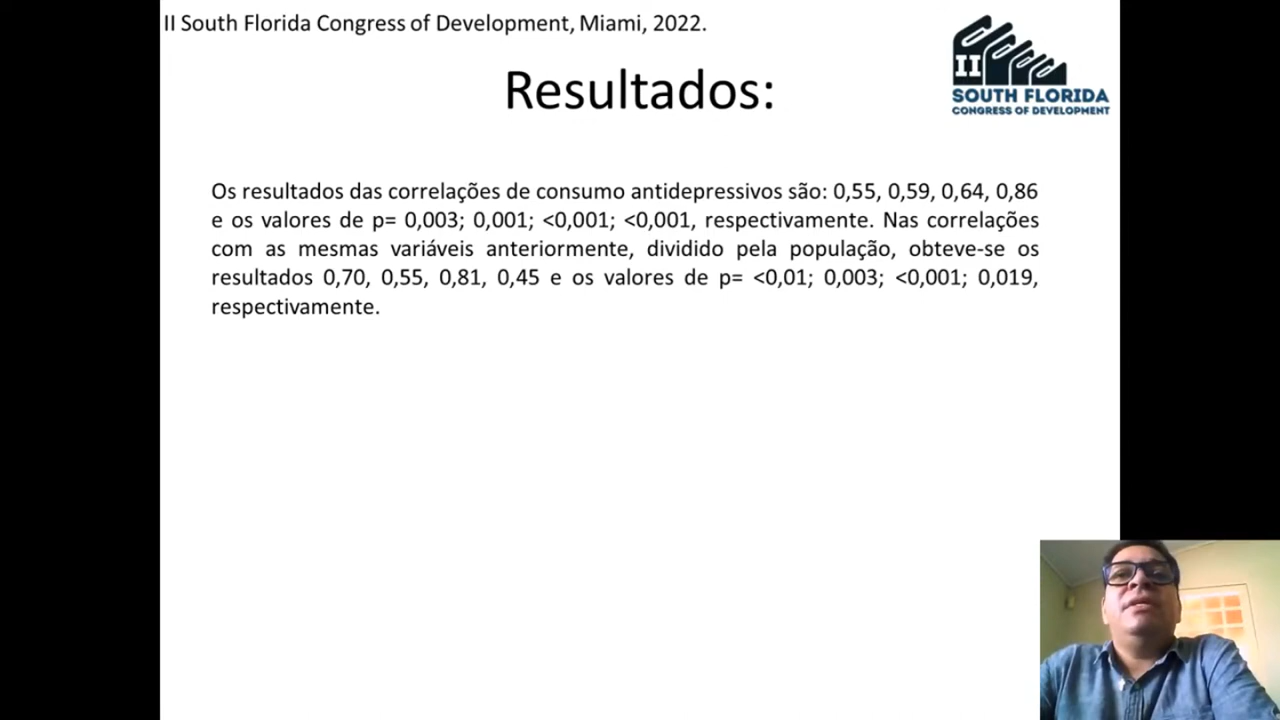 II South Florida Congress of Development, Miami, 2022.
II
SOUTH FLORIDA
CONGRESS OF DEVELOPMENT
Resultados:
Os resultados das correlações de consumo antidepressivos são: 0,55, 0,59, 0,64, 0,86
e os valores de p= 0,003; 0,001; <0,001; <0,001, respectivamente. Nas correlações
com as mesmas variáveis anteriormente, dividido pela população, obteve-se os
resultados 0,70, 0,55, 0,81, 0,45 e os valores de p= <0,01; 0,003; <0,001; 0,019,
respectivamente.